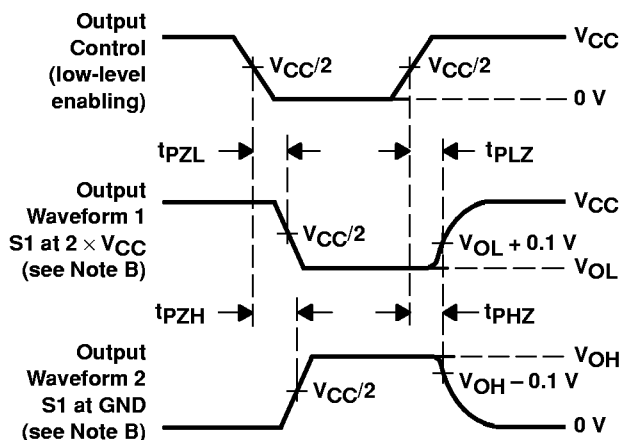 Output
Control
(low-level
enabling)
VCC/2
VCC/2
VCC
0 V
tPZL
tPLZ
Output
Waveform 1
S1 at 2 × VCC
(see Note B)
VCC/2
VCC
VOL + 0.1 V
VOL
tPZH
tPHZ
Output
Waveform 2
S1 at GND
(see Note B)
VCC/2
VOH
VOH – 0.1 V
0 V